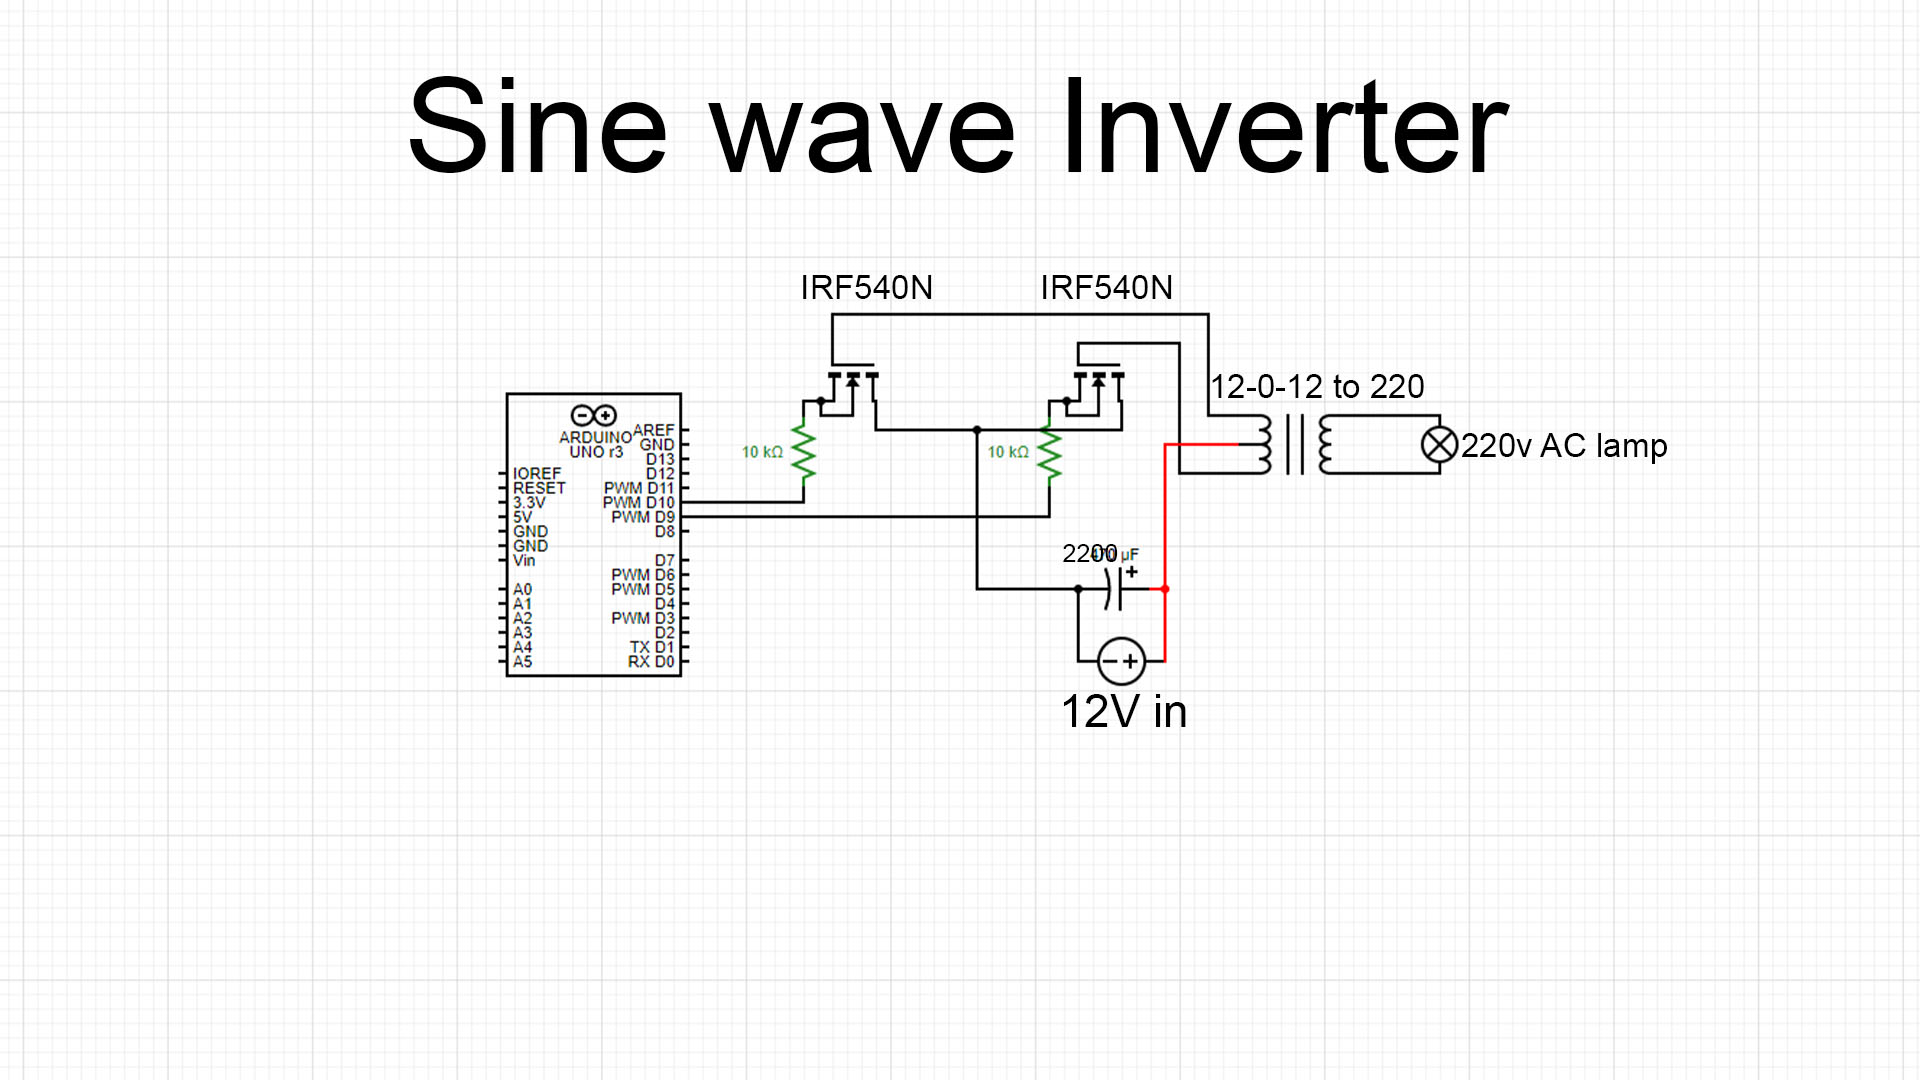 Sine wave Inverter
IRF540N
IRF540N
12-0-12 to 220
220v AC lamp
ARDUINO
UNO r3
AREF
GND
D13
D12
PWM D11
PWM D10
PWM D9
D8
D7
PWM D6
PWM D5
D4
PWM D3
D2
TX D1
RX D0
IOREF
RESET
3.3V
5V
GND
GND
Vin
A0
A1
A2
A3
A4
A5
10 kΩ
10 kΩ
2200 µF
12V in